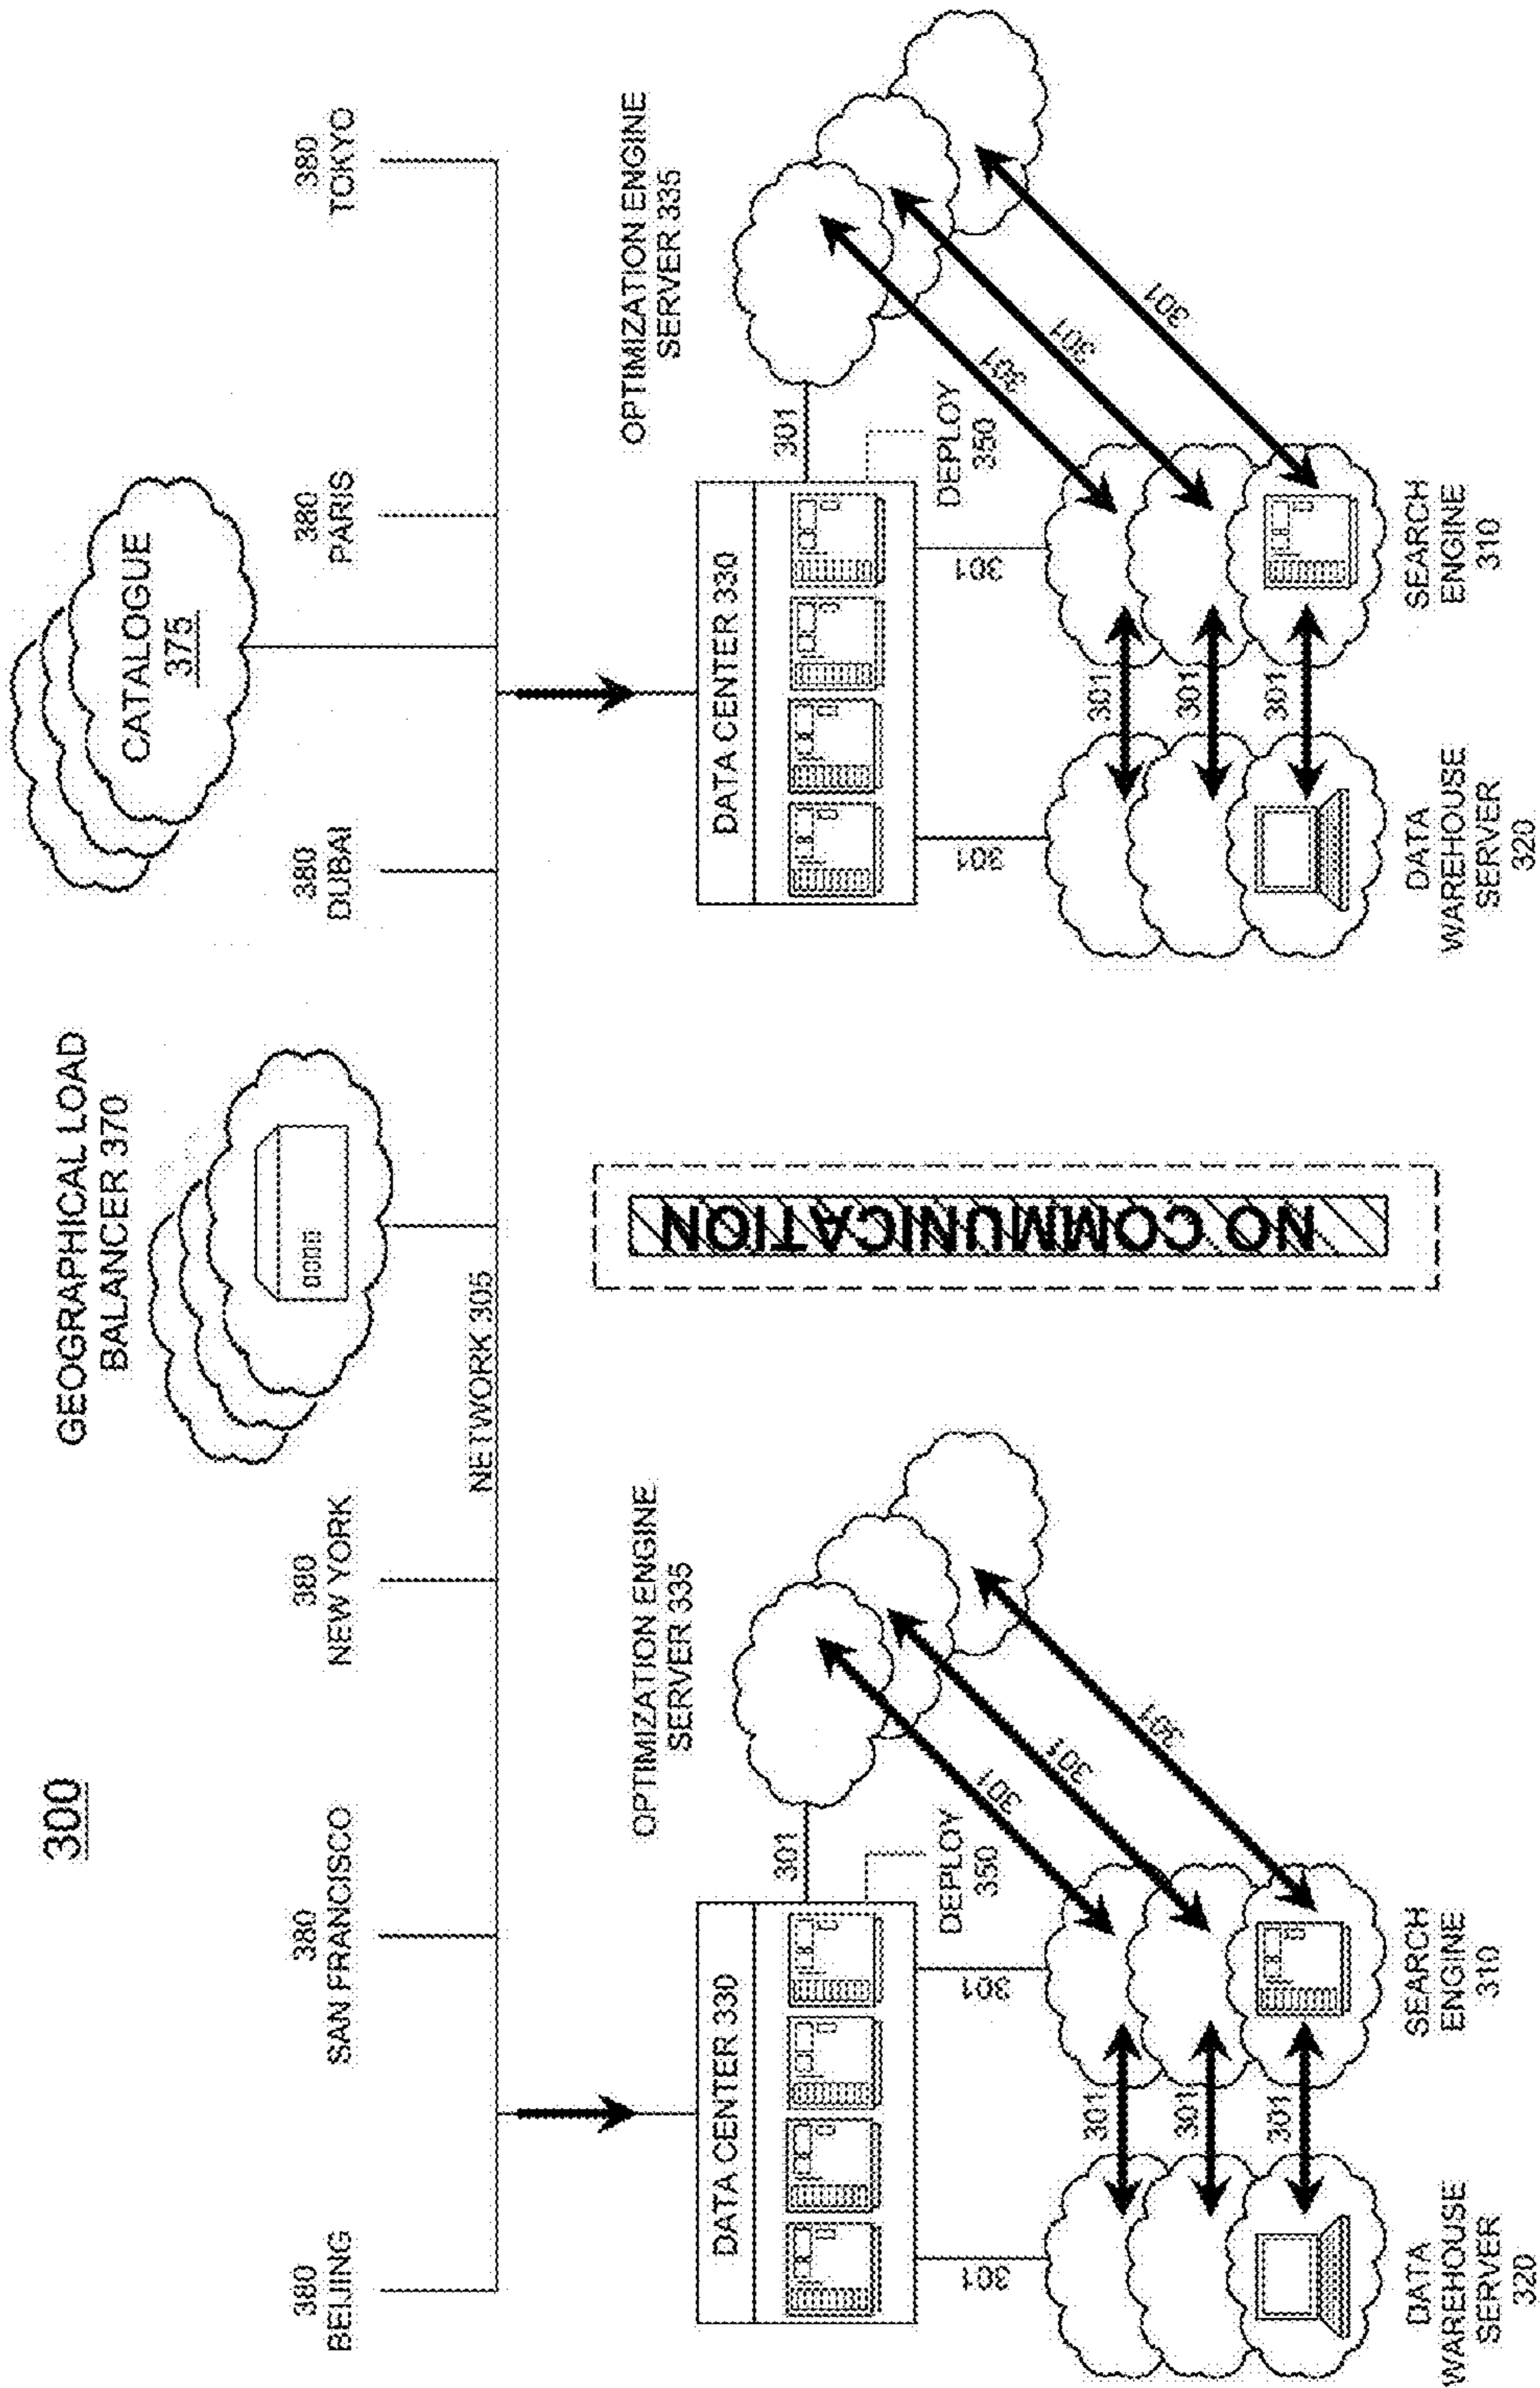 300
GEOGRAPHICAL LOAD
BALANCER 370
CATALOGUE
375
380
BEIJING
380
SAN FRANCISCO
380
NEW YORK
380
DUBAI
380
PARIS
380
TOKYO
NETWORK 305
OPTIMIZATION ENGINE
SERVER 335
DATA CENTER 330
301
DEPLOY
350
301
301
301
301
301
301
301
301
DATA
WAREHOUSE
SERVER
320
SEARCH
ENGINE
310
NO COMMUNICATION
OPTIMIZATION ENGINE
SERVER 335
DATA CENTER 330
301
DEPLOY
350
301
301
301
301
301
301
301
301
DATA
WAREHOUSE
SERVER
320
SEARCH
ENGINE
310